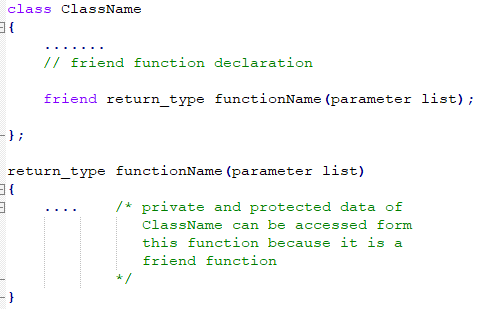 class ClassName
{
.......
// friend function declaration
friend return_type functionName(parameter list);
};
return_type functionName(parameter list)
{
.... /* private and protected data of
ClassName can be accessed form
this function because it is a
friend function
*/
}